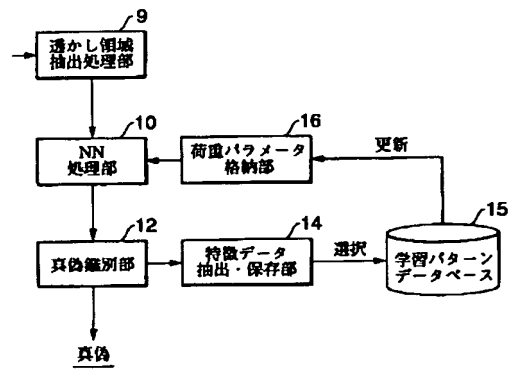 9
透かし領域
抽出処理部
10
NN
処理部
16
荷重パラメータ
格納部
更新
12
真偽鑑別部
14
特徴データ
抽出・保存部
選択
15
学習パターン
データベース
真偽